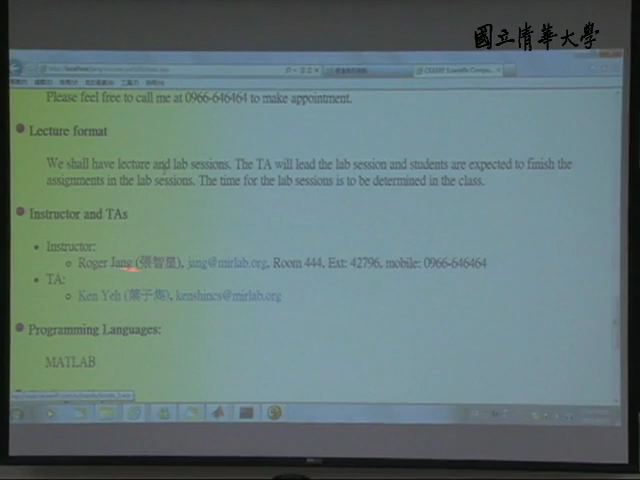 國立清華大學
Please feel free to call me at 0966-646464 to make appointment.
Lecture format
We shall have lecture and lab sessions. The TA will lead the lab session and students are expected to finish the
assignments in the lab sessions. The time for the lab sessions is to be determined in the class.
Instructor and TAs
Instructor:
Roger Jang (張智星), jang@mirlab.org, Room 444, Ext: 42796, mobile: 0966-646464
TA:
Ken Yeh (葉子), kenshincs@mirlab.org
Programming Languages:
MATLAB